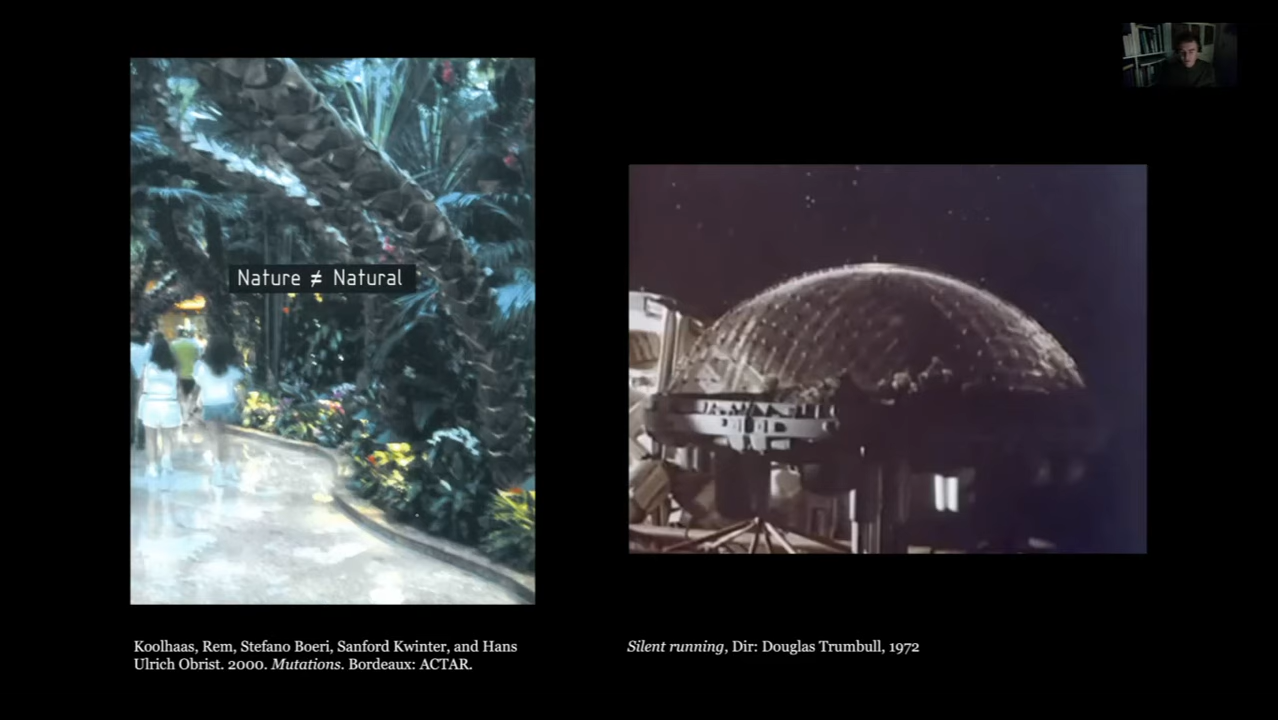 Nature ≠ Natural
Koolhaas, Rem, Stefano Boeri, Sanford Kwinter, and Hans
Ulrich Obrist. 2000. Mutations. Bordeaux: ACTAR.
Silent running, Dir: Douglas Trumbull, 1972